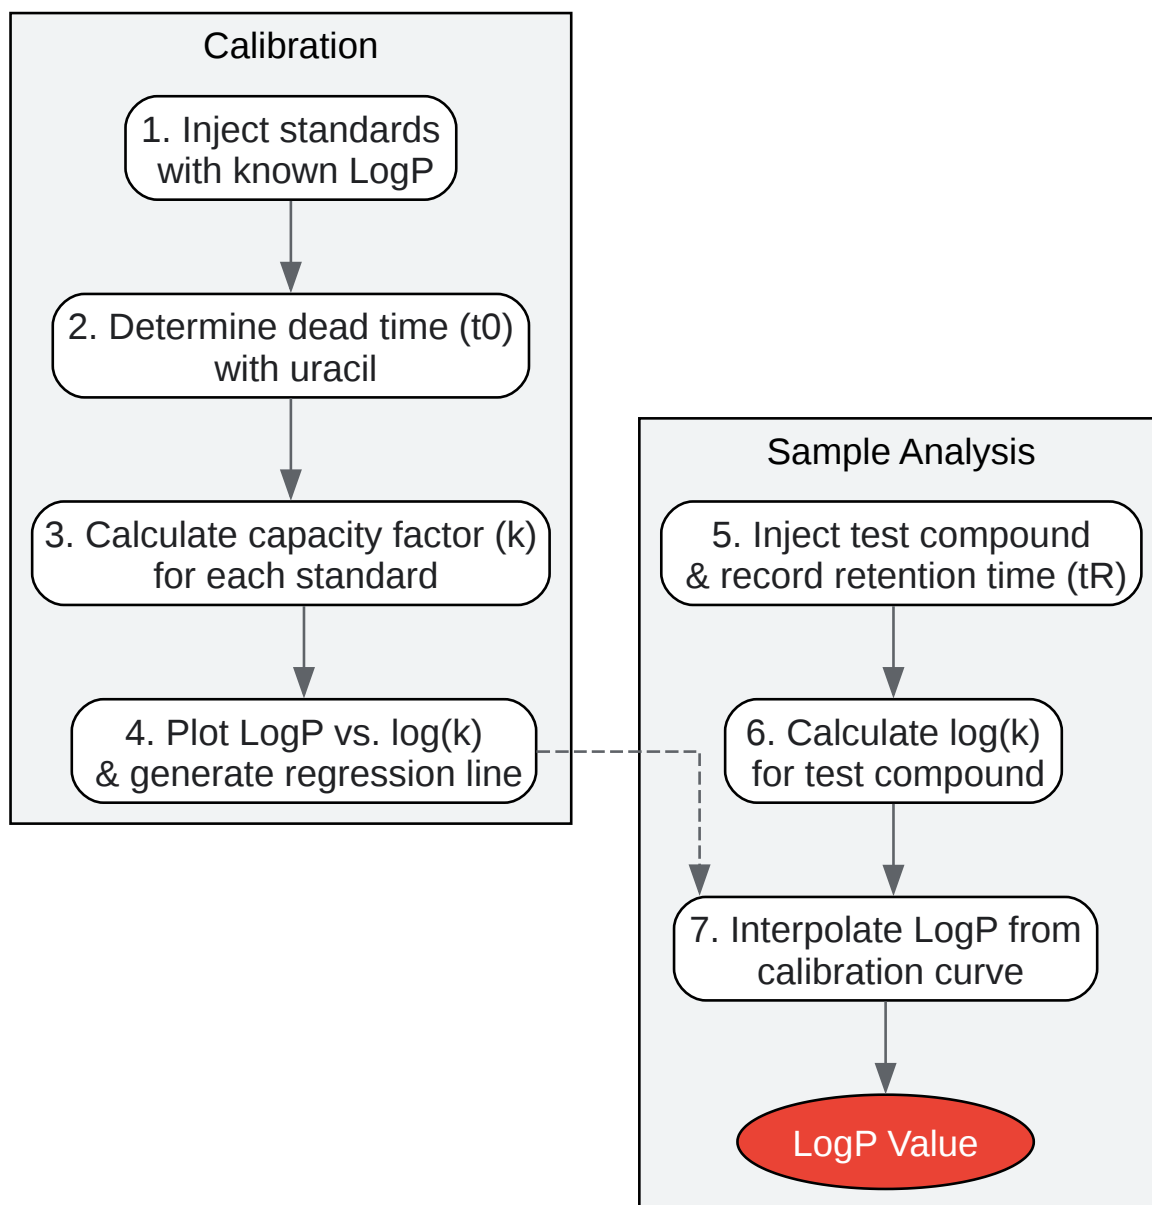 Calibration
1. Inject standards
with known LogP
2. Determine dead time (t0)
with uracil
3. Calculate capacity factor (k)
for each standard
4. Plot LogP vs. log(k)
& generate regression line
Sample Analysis
5. Inject test compound
& record retention time (tR)
6. Calculate log(k)
for test compound
7. Interpolate LogP from
calibration curve
LogP Value